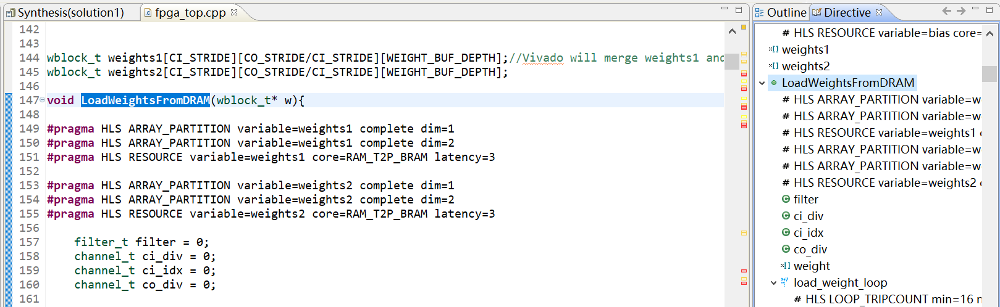 Synthesis(solution1)
fpga_top.cpp
142
143
144 wblock_t weights1[CI_STRIDE][CO_STRIDE/CI_STRIDE][WEIGHT_BUF_DEPTH];//Vivado will merge weights1 and
145 wblock_t weights2[CI_STRIDE][CO_STRIDE/CI_STRIDE][WEIGHT_BUF_DEPTH];
146
147 void LoadWeightsFromDRAM(wblock_t* w){
148
149 #pragma HLS ARRAY_PARTITION variable=weights1 complete dim=1
150 #pragma HLS ARRAY_PARTITION variable=weights1 complete dim=2
151 #pragma HLS RESOURCE variable=weights1 core=RAM_T2P_BRAM latency=3
152
153 #pragma HLS ARRAY_PARTITION variable=weights2 complete dim=1
154 #pragma HLS ARRAY_PARTITION variable=weights2 complete dim=2
155 #pragma HLS RESOURCE variable=weights2 core=RAM_T2P_BRAM latency=3
156
157 filter_t filter = 0;
158 channel_t ci_div = 0;
159 channel_t ci_idx = 0;
160 channel_t co_div = 0;
161
Outline
Directive
# HLS RESOURCE variable=bias core=
weights1
weights2
LoadWeightsFromDRAM
# HLS ARRAY_PARTITION variable=w
# HLS ARRAY_PARTITION variable=w
# HLS RESOURCE variable=weights1 c
# HLS ARRAY_PARTITION variable=w
# HLS ARRAY_PARTITION variable=w
# HLS RESOURCE variable=weights2 c
filter
ci_div
ci_idx
co_div
weight
load_weight_loop
# HLS LOOP_TRIPCOUNT min=16 m